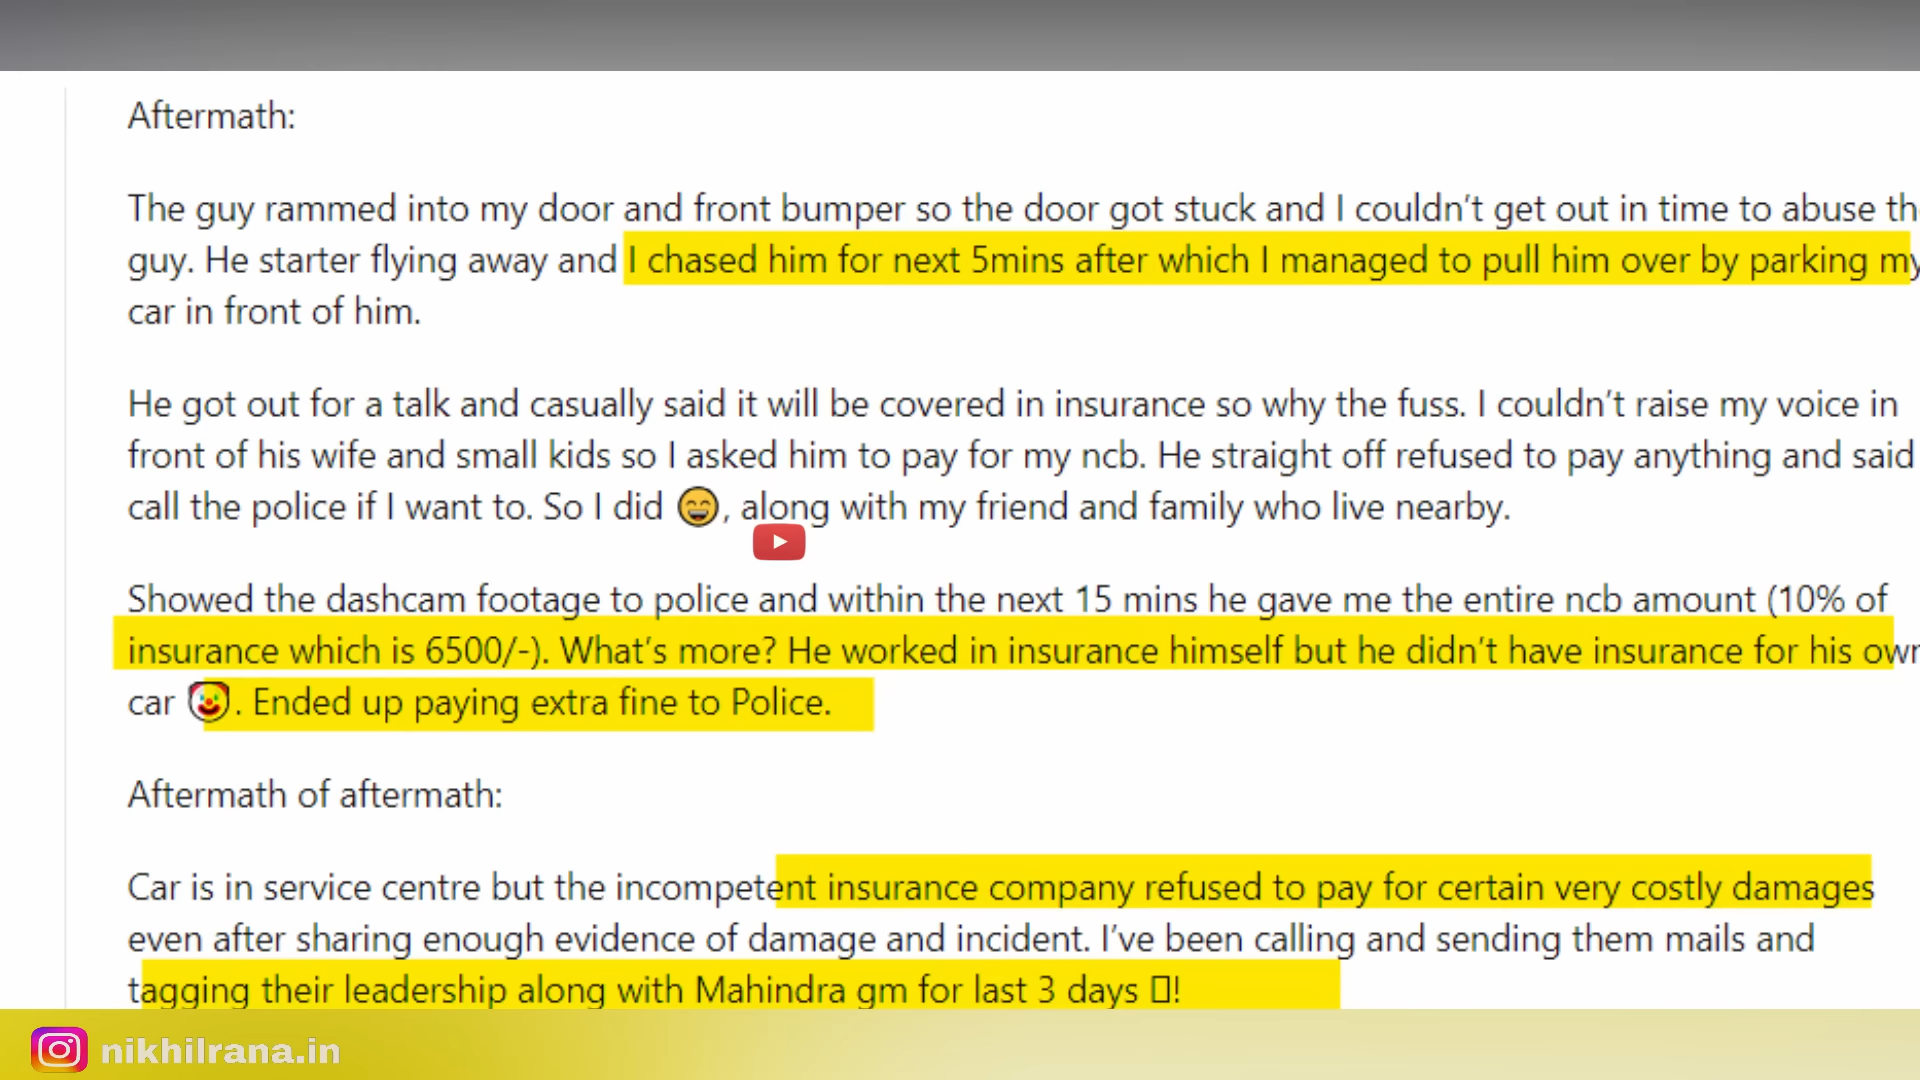 Aftermath:
The guy rammed into my door and front bumper so the door got stuck and I couldn't get out in time to abuse th
guy. He starter flying away and I chased him for next 5mins after which I managed to pull him over by parking my
car in front of him.
He got out for a talk and casually said it will be covered in insurance so why the fuss. I couldn't raise my voice in
front of his wife and small kids so I asked him to pay for my ncb. He straight off refused to pay anything and said
call the police if I want to. So I did 😄, along with my friend and family who live nearby.
Showed the dashcam footage to police and within the next 15 mins he gave me the entire ncb amount (10% of
insurance which is 6500/-). What's more? He worked in insurance himself but he didn't have insurance for his own
car 🤡. Ended up paying extra fine to Police.
Aftermath of aftermath:
Car is in service centre but the incompetent insurance company refused to pay for certain very costly damages
even after sharing enough evidence of damage and incident. I've been calling and sending them mails and
tagging their leadership along with Mahindra gm for last 3 days ▯!
nikhilrana.in